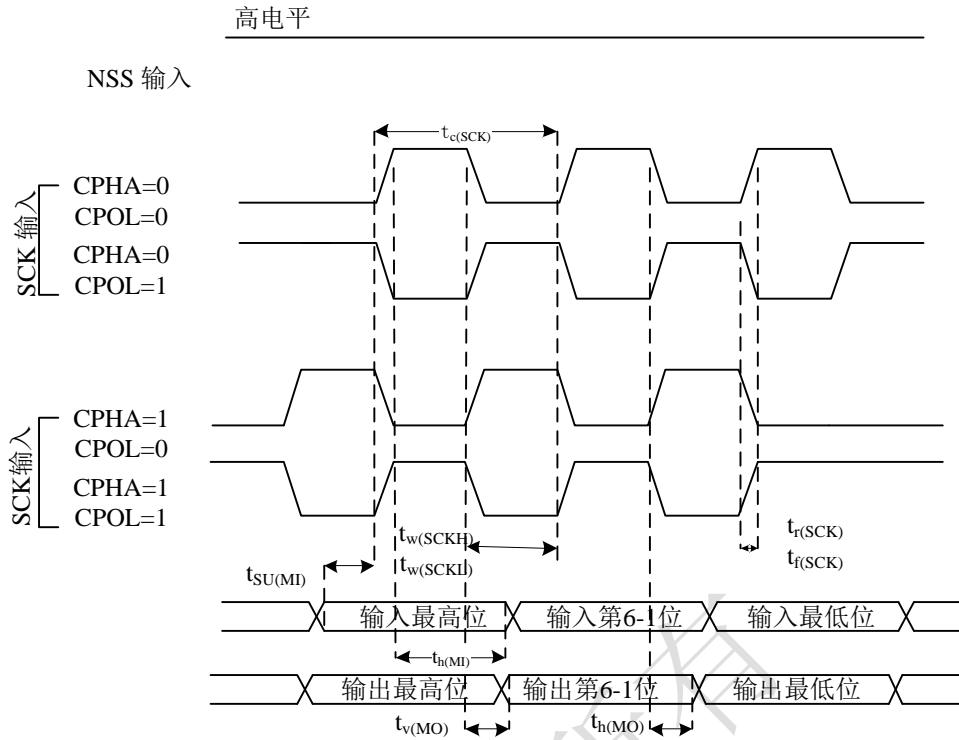 高电平
NSS 输入
tc(SCK)
SCK 输入
CPHA=0
CPOL=0
CPHA=0
CPOL=1
SCK输入
CPHA=1
CPOL=0
CPHA=1
CPOL=1
tw(SCKH)
tw(SCKL)
tr(SCK)
tf(SCK)
tSU(MI)
输入最高位 输入第6-1位 输入最低位
th(MI)
输出最高位 输出第6-1位 输出最低位
tv(MO) th(MO)
有